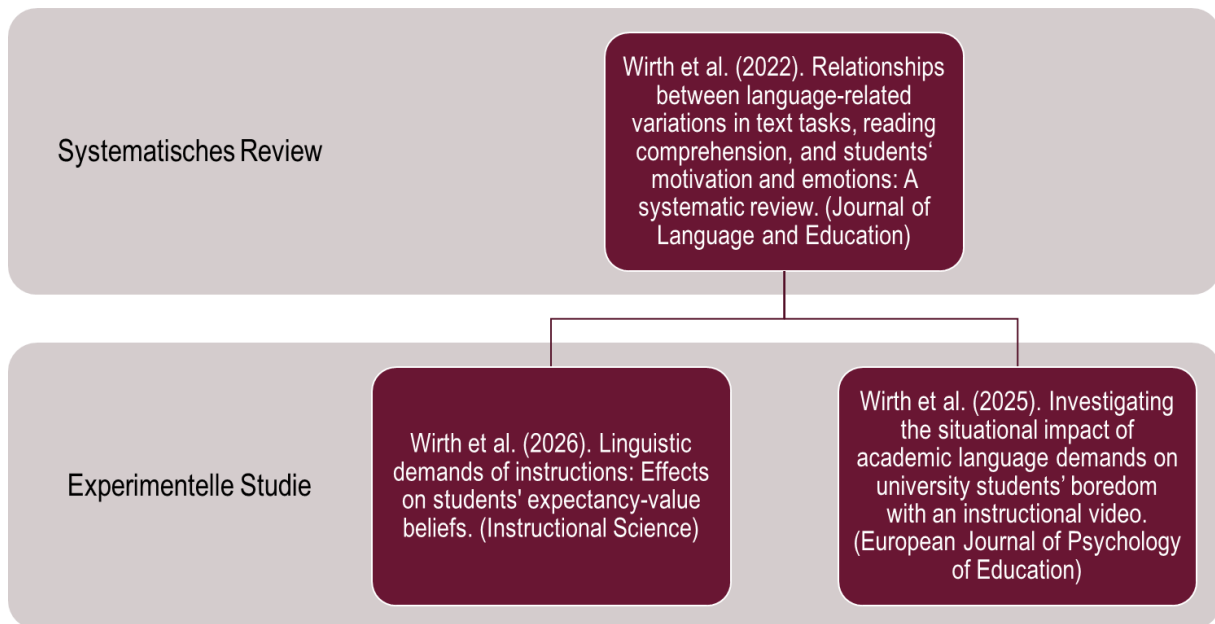 Systematisches Review
Wirth et al. (2022). Relationships
between language-related
variations in text tasks, reading
comprehension, and students‘
motivation and emotions: A
systematic review. (Journal of
Language and Education)
Experimentelle Studie
Wirth et al. (2026). Linguistic
demands of instructions: Effects
on students' expectancy-value
beliefs. (Instructional Science)
Wirth et al. (2025). Investigating
the situational impact of
academic language demands on
university students’ boredom
with an instructional video.
(European Journal of Psychology
of Education)